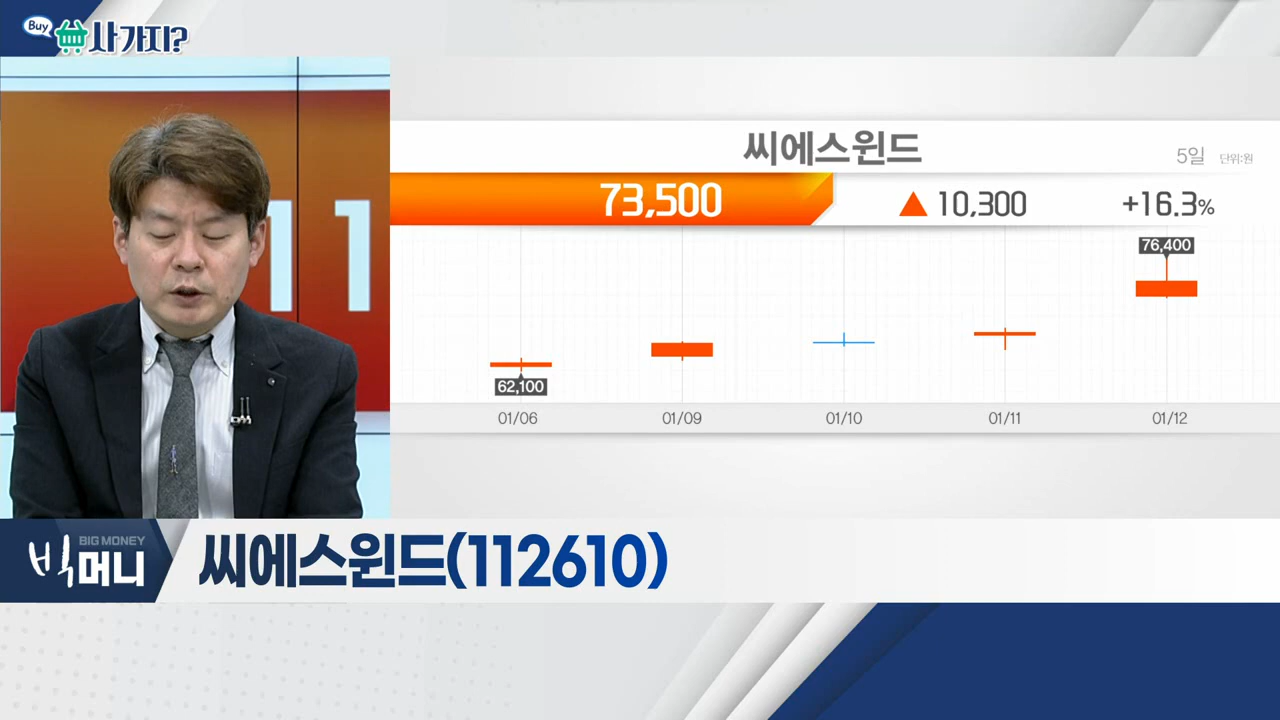 Buy
사가지?
11
씨에스윈드
5일 단위:원
73,500 ▲ 10,300 +16.3%
76,400
62,100
01/06 01/09 01/10 01/11 01/12
BIG MONEY
빅머니
씨에스윈드(112610)